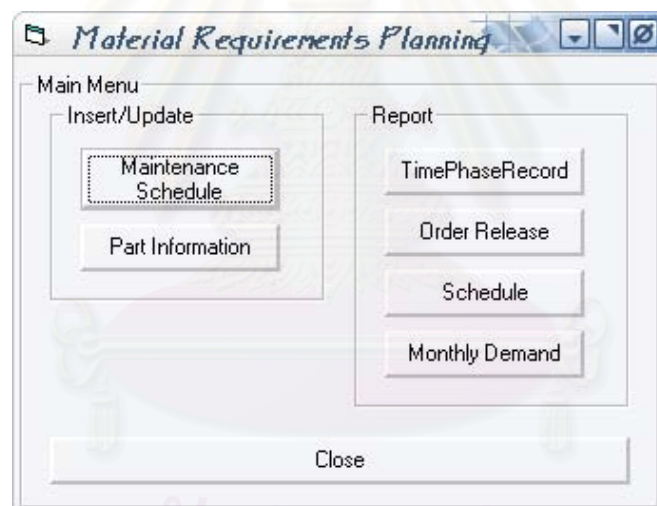 Material Requirements Planning
Main Menu
Insert/Update
Maintenance
Schedule
Part Information
Report
TimePhaseRecord
Order Release
Schedule
Monthly Demand
Close